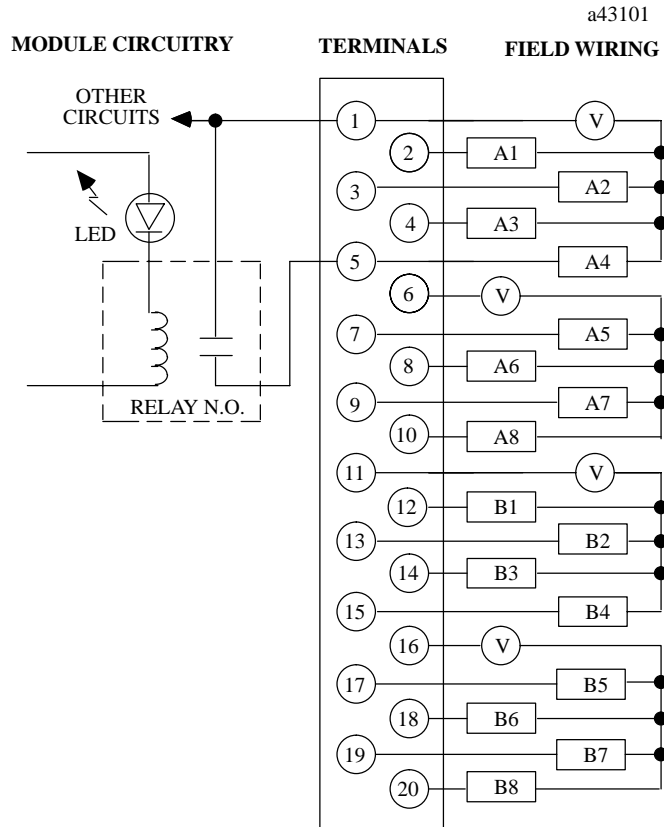 a43101
MODULE CIRCUITRY TERMINALS FIELD WIRING
OTHER
CIRCUITS
1 V
2 A1
3 A2
4 A3
LED
5 A4
6 V
7 A5
8 A6
9 A7
RELAY N.O.
10 A8
11 V
12 B1
13 B2
14 B3
15 B4
16 V
17 B5
18 B6
19 B7
20 B8